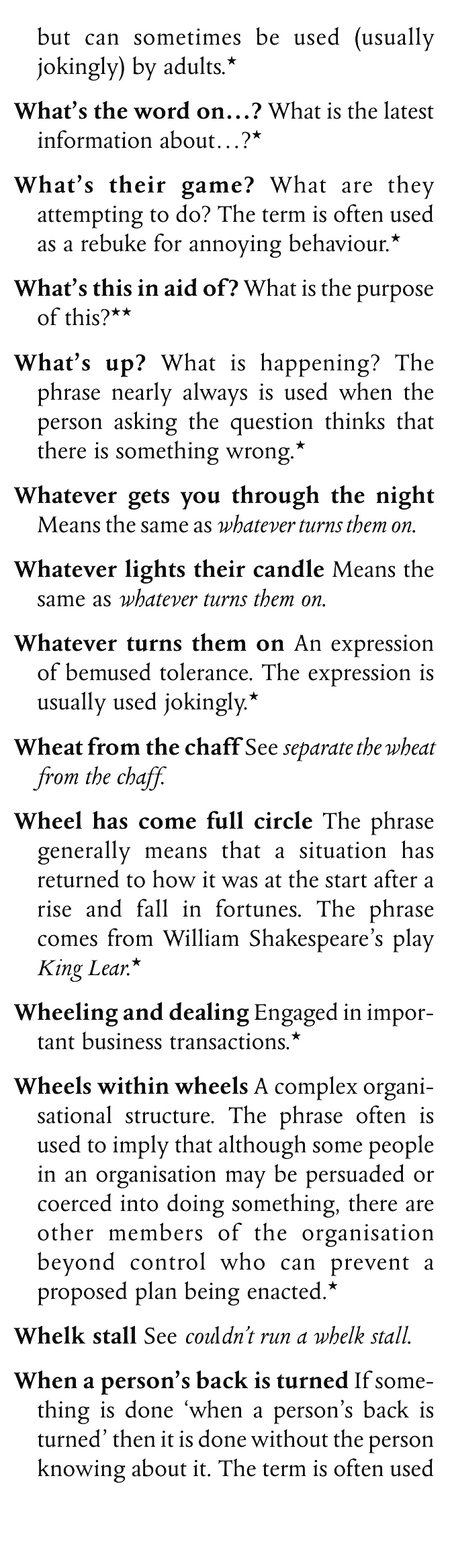 but can sometimes be used (usually
jokingly) by adults.★
What’s the word on…? What is the latest
information about…?★
What’s their game? What are they
attempting to do? The term is often used
as a rebuke for annoying behaviour.★
What’s this in aid of? What is the purpose
of this?★★
What’s up? What is happening? The
phrase nearly always is used when the
person asking the question thinks that
there is something wrong.★
Whatever gets you through the night
Means the same as whatever turns them on.
Whatever lights their candle Means the
same as whatever turns them on.
Whatever turns them on An expression
of bemused tolerance. The expression is
usually used jokingly.★
Wheat from the chaff See separate the wheat
from the chaff.
Wheel has come full circle The phrase
generally means that a situation has
returned to how it was at the start after a
rise and fall in fortunes. The phrase
comes from William Shakespeare’s play
King Lear.★
Wheeling and dealing Engaged in impor-
tant business transactions.★
Wheels within wheels A complex organi-
sational structure. The phrase often is
used to imply that although some people
in an organisation may be persuaded or
coerced into doing something, there are
other members of the organisation
beyond control who can prevent a
proposed plan being enacted.★
Whelk stall See couldn’t run a whelk stall.
When a person’s back is turned If some-
thing is done ‘when a person’s back is
turned’ then it is done without the person
knowing about it. The term is often used